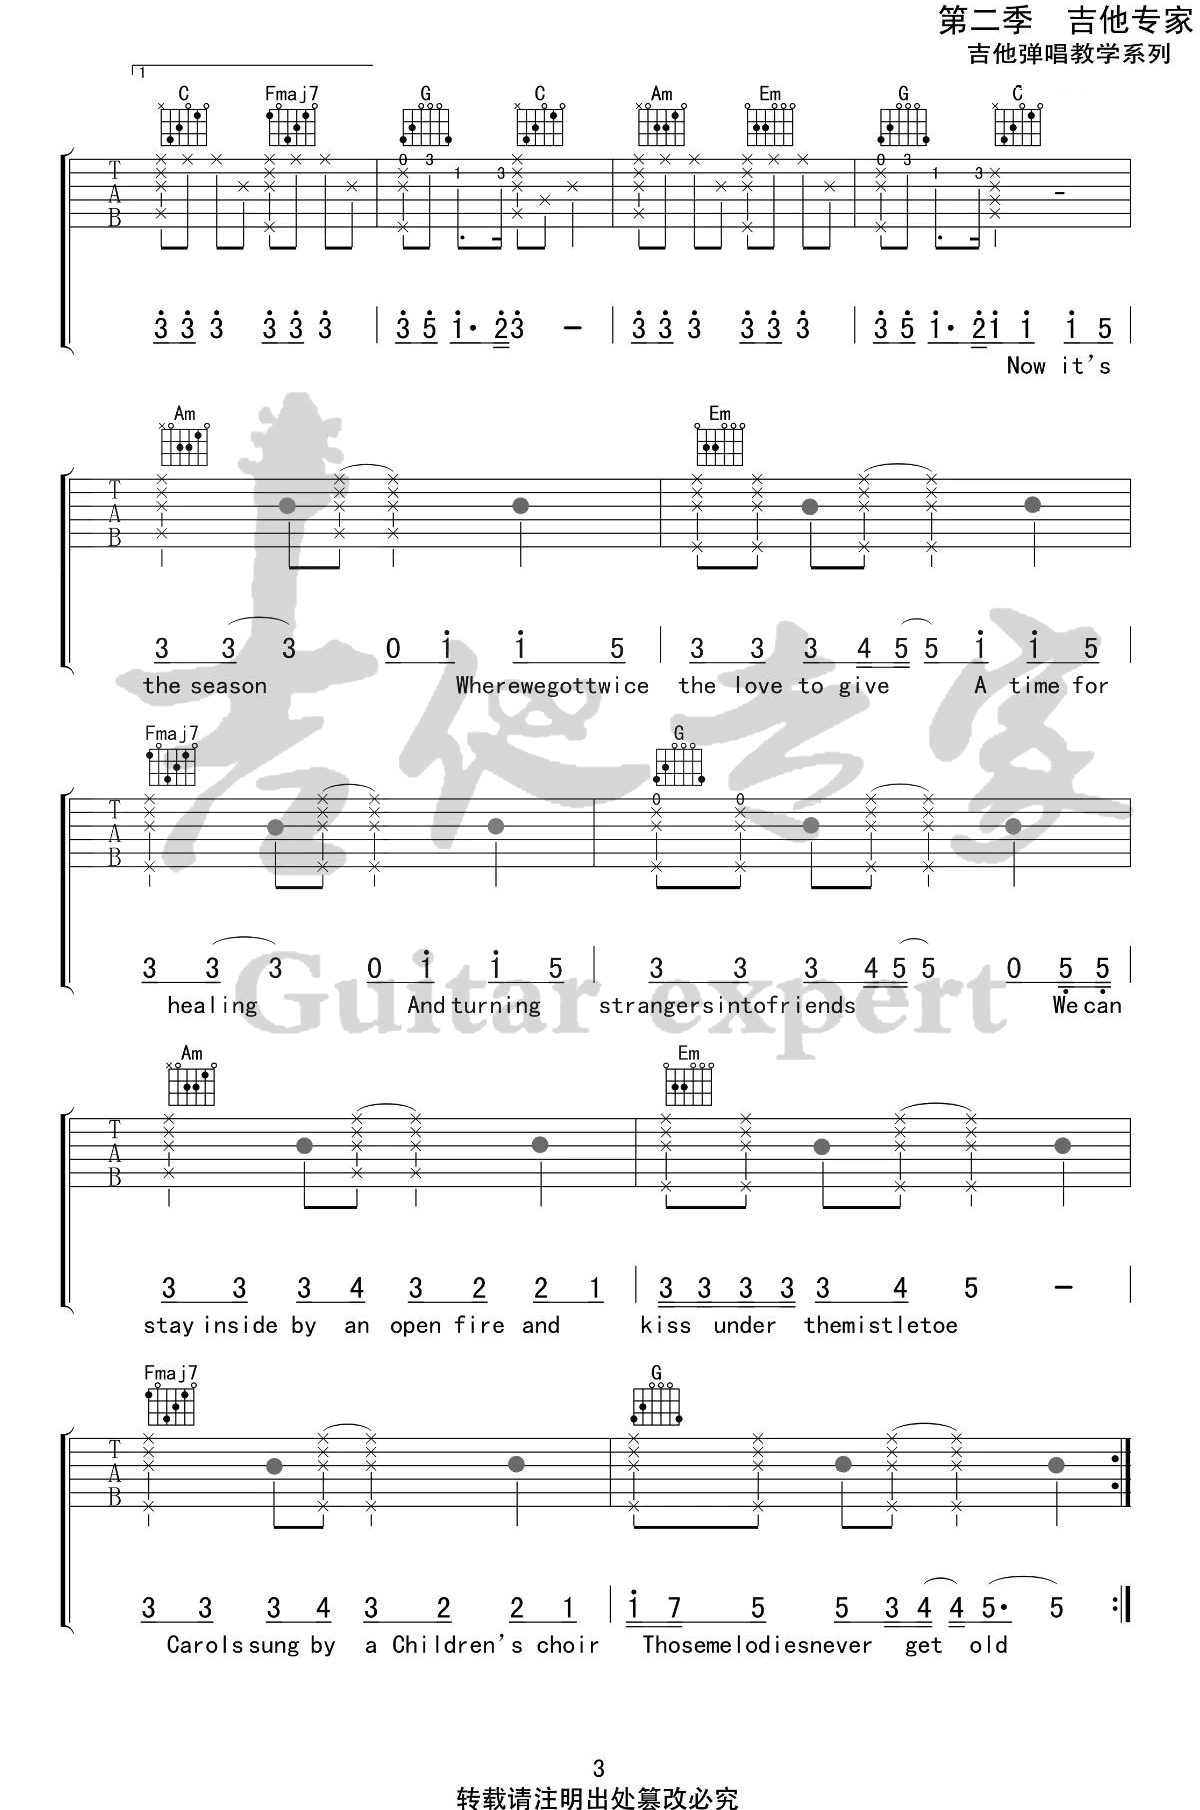 第二季 吉他专家
吉他弹唱教学系列
1
C Fmaj7 G C Am Em G C
0 3 1 3 0 3 1 3
T
A
B
3 3 3 3 3 3 | 3 5 1· 2 3 - | 3 3 3 3 3 3 | 3 5 1· 2 1 1 1 5 |
Now it's
Am Em
T
A
B
3 3 3 0 1 1 5 | 3 3 3 4 5 5 1 1 5 |
the season Wherewegottwice the love to give A time for
吉他专家
Fmaj7 G
0 0
T
A
B
3 3 3 0 1 1 5 | 3 3 3 4 5 5 0 5 5 |
healing And turning strangersintofriends We can
Guitar expert
Am Em
T
A
B
3 3 3 4 3 2 2 1 | 3 3 3 3 3 4 5 - |
stay inside by an open fire and kiss under themistletoe
Fmaj7 G
T
A
B
3 3 3 4 3 2 2 1 | 1 7 5 5 3 4 4 5· 5 :|
Carols sung by a Children's choir Thosemelodiesnever get old
3
转载请注明出处篡改必究